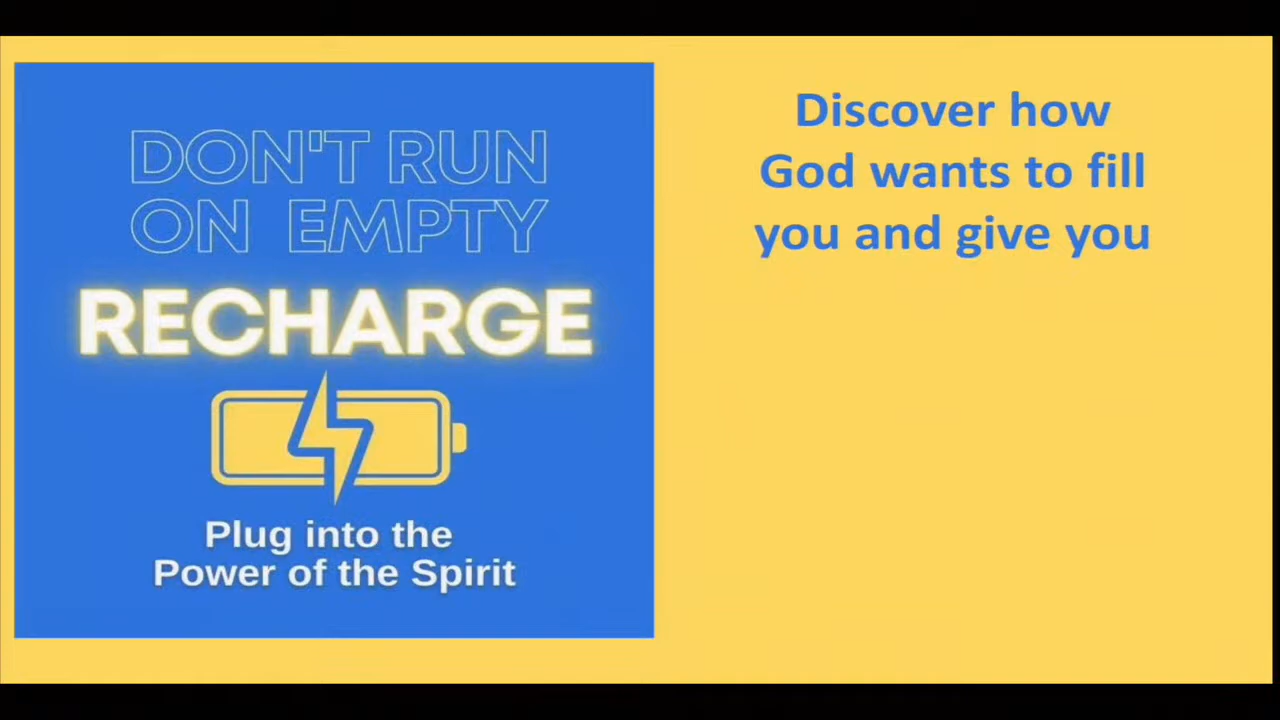 DON'T RUN
ON EMPTY
RECHARGE
Plug into the
Power of the Spirit
Discover how
God wants to fill
you and give you